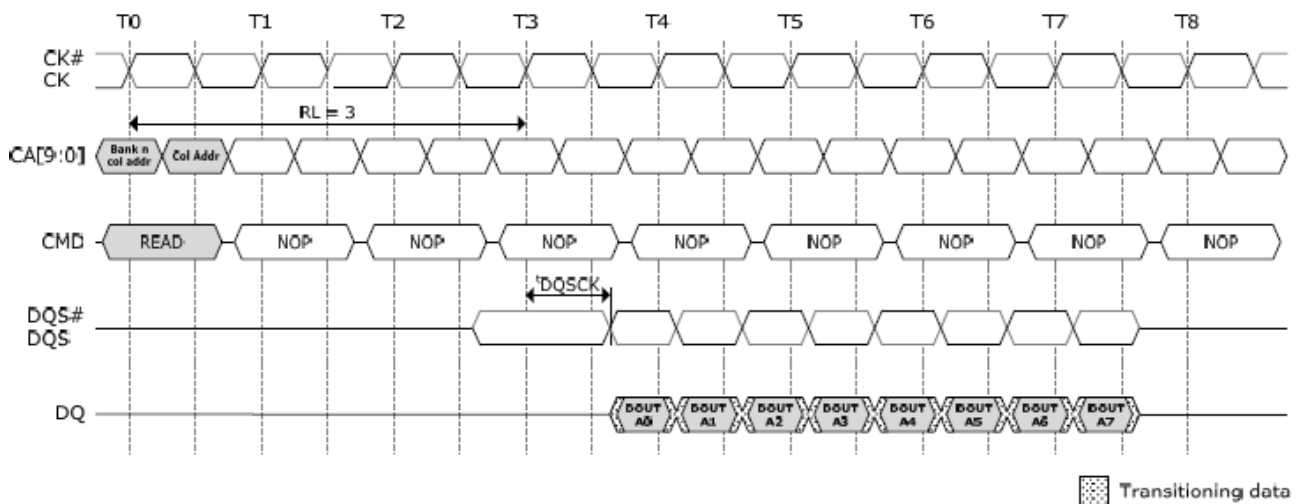 T0 T1 T2 T3 T4 T5 T6 T7 T8
CK#
CK
RL = 3
CA[9:0]
Bank n
col addr
Col Addr
CMD READ NOP NOP NOP NOP NOP NOP NOP NOP
tDQSCK
DQS#
DQS
DQ
DOUT A0
DOUT A1
DOUT A2
DOUT A3
DOUT A4
DOUT A5
DOUT A6
DOUT A7
Transitioning data